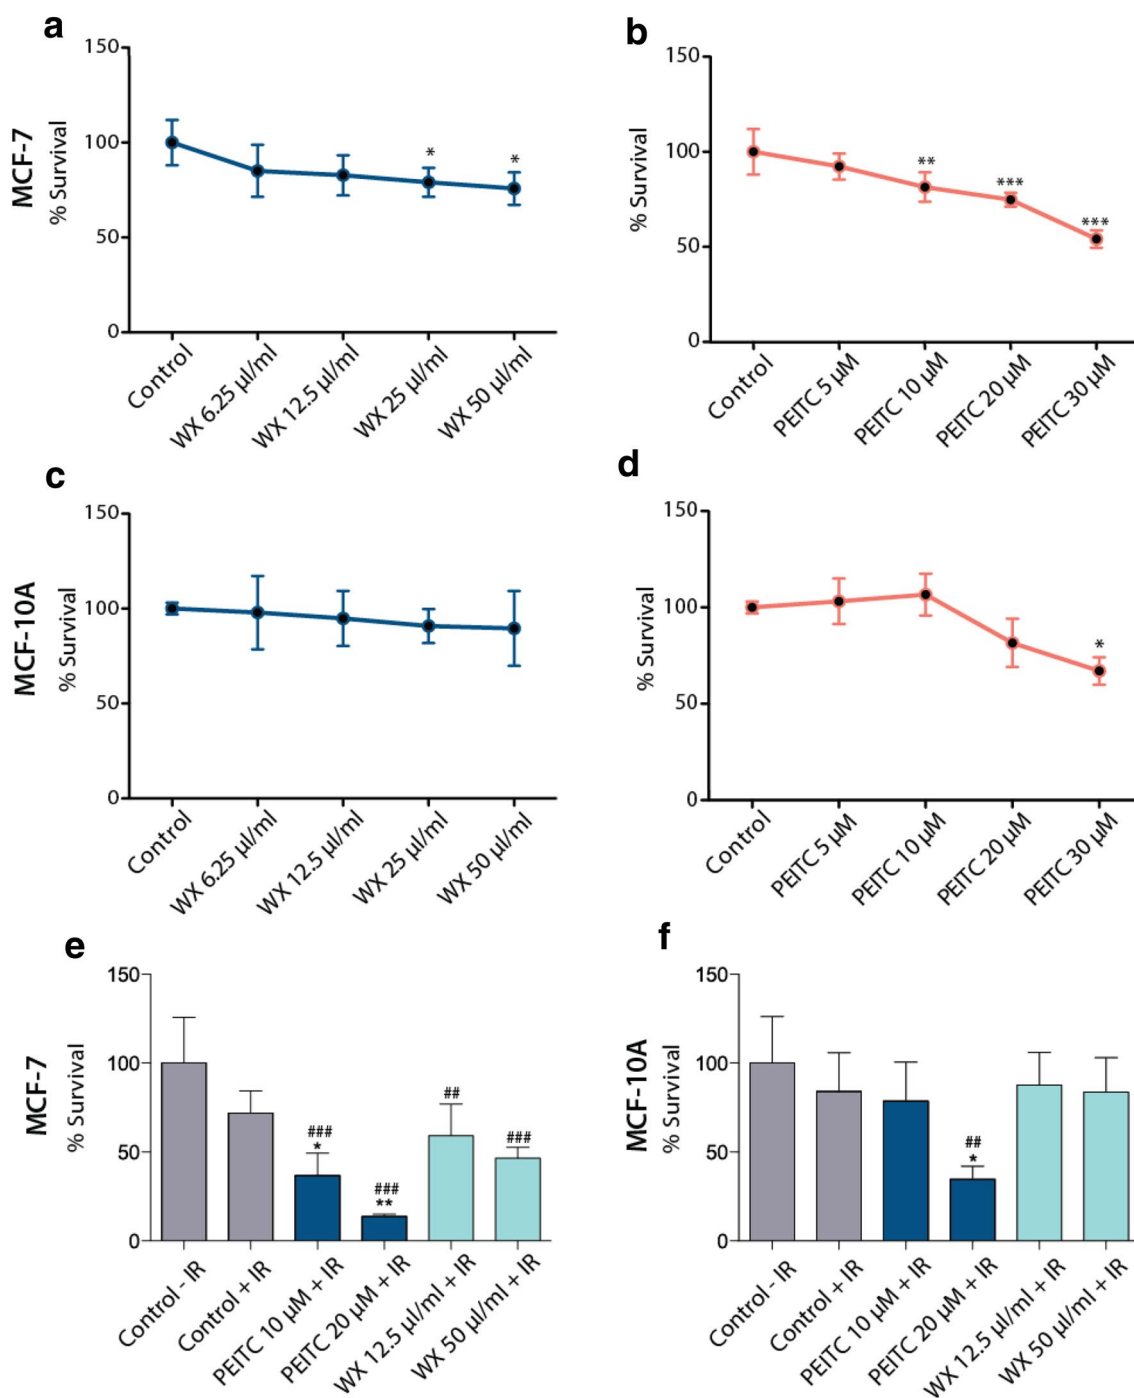 a
150
100
50
0
MCF-7
% Survival
*
*
Control
WX 6.25 µl/ml
WX 12.5 µl/ml
WX 25 µl/ml
WX 50 µl/ml
b
150
100
50
0
% Survival
**
***
***
Control
PEITC 5 µM
PEITC 10 µM
PEITC 20 µM
PEITC 30 µM
c
150
100
50
0
MCF-10A
% Survival
Control
WX 6.25 µl/ml
WX 12.5 µl/ml
WX 25 µl/ml
WX 50 µl/ml
d
150
100
50
0
% Survival
*
Control
PEITC 5 µM
PEITC 10 µM
PEITC 20 µM
PEITC 30 µM
e
150
100
50
0
MCF-7
% Survival
###
*
###
**
##
###
Control - IR
Control + IR
PEITC 10 µM + IR
PEITC 20 µM + IR
WX 12.5 µl/ml + IR
WX 50 µl/ml + IR
f
150
100
50
0
MCF-10A
% Survival
##
*
Control - IR
Control + IR
PEITC 10 µM + IR
PEITC 20 µM + IR
WX 12.5 µl/ml + IR
WX 50 µl/ml + IR